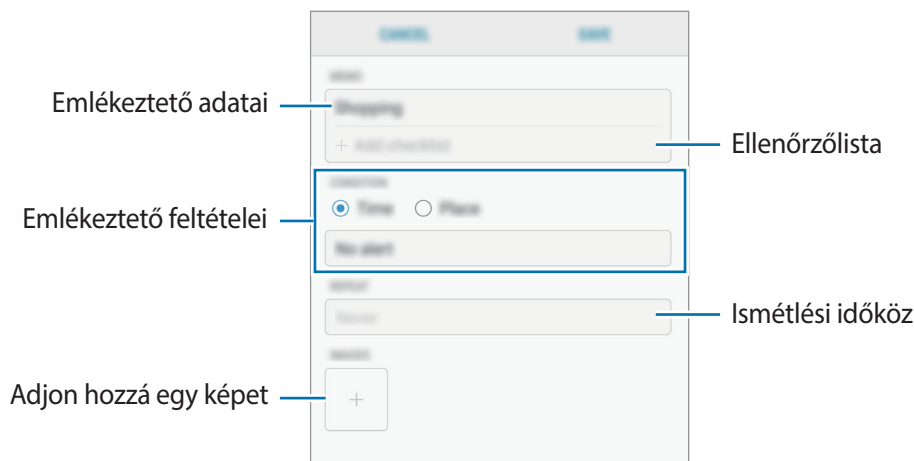 CANCEL
SAVE
MEMO
Emlékeztető adatai
Shopping
+ Add checklist
Ellenőrzőlista
CONDITION
Time
Place
Emlékeztető feltételei
No alert
REPEAT
Never
Ismétlési időköz
IMAGES
Adjon hozzá egy képet
+